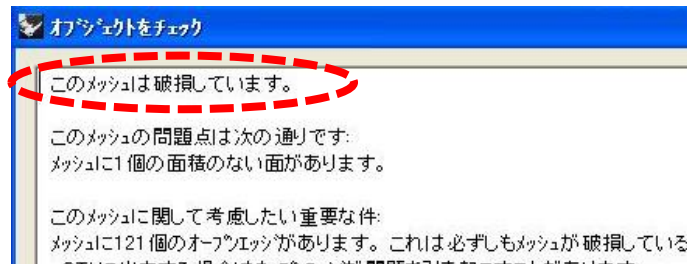 オブジェクトをチェック
このメッシュは破損しています。
このメッシュの問題点は次の通りです:
メッシュに1個の面積のない面があります。
このメッシュに関して考慮したい重要な件:
メッシュに121個のオープンエッジがあります。これは必ずしもメッシュが破損している